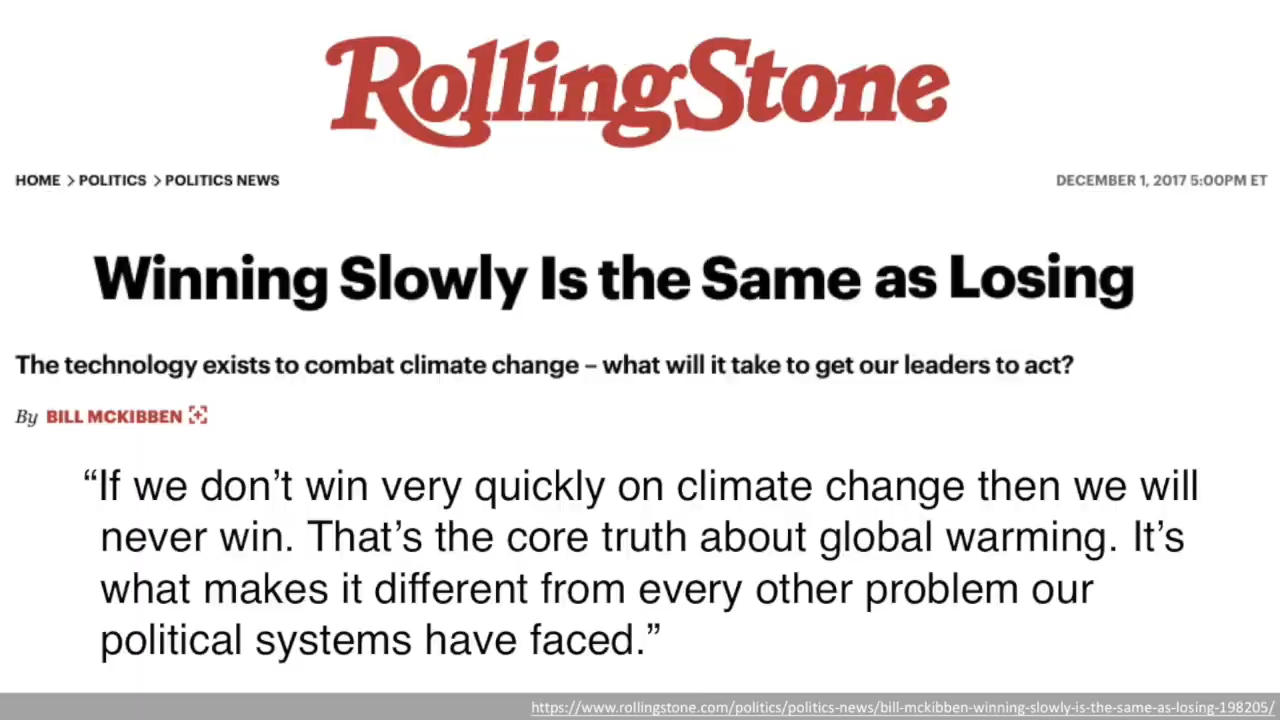 RollingStone
HOME > POLITICS > POLITICS NEWS
DECEMBER 1, 2017 5:00PM ET
Winning Slowly Is the Same as Losing
The technology exists to combat climate change – what will it take to get our leaders to act?
By BILL MCKIBBEN
“If we don’t win very quickly on climate change then we will
never win. That’s the core truth about global warming. It’s
what makes it different from every other problem our
political systems have faced.”
https://www.rollingstone.com/politics/politics-news/bill-mckibben-winning-slowly-is-the-same-as-losing-198205/